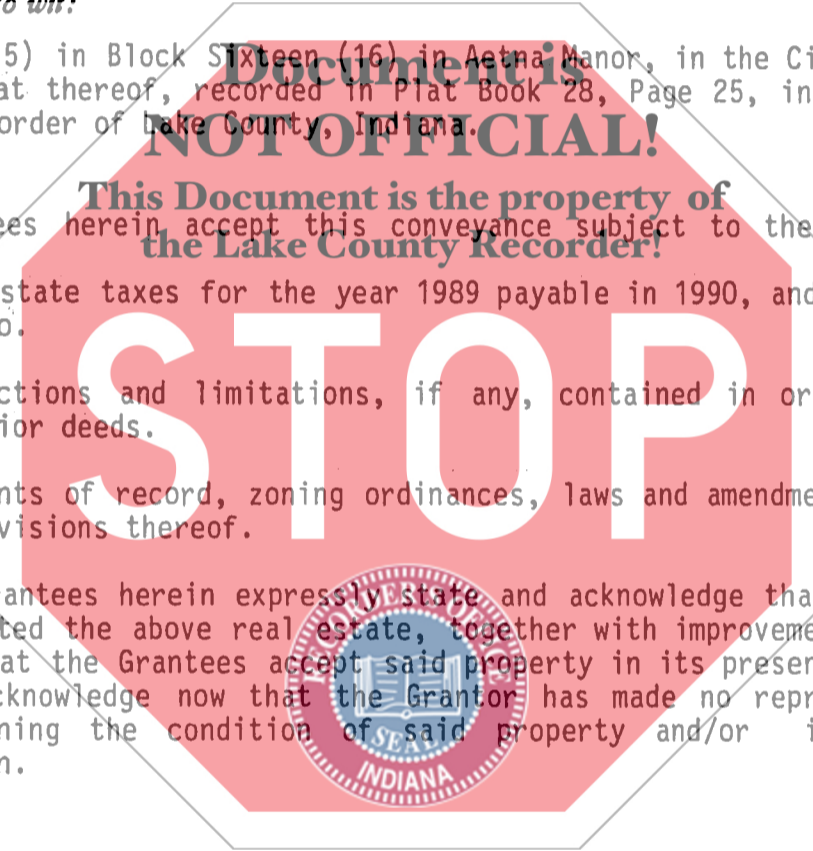 o wit:
5) in Block Sixteen (16) in Aetna Manor, in the Ci
Document is
at thereof, recorded in Plat Book 28, Page 25, in
order of Lake County, Indiana.
NOT OFFICIAL!
This Document is the property of
ees herein accept this conveyance subject to the
the Lake County Recorder!
state taxes for the year 1989 payable in 1990, and
o.
STOP
ctions and limitations, if any, contained in or
ior deeds.
nts of record, zoning ordinances, laws and amendme
visions thereof.
antees herein expressly state and acknowledge tha
RECORDER'S OFFICE
ted the above real estate, together with improveme
at the Grantees accept said property in its presen
cknowledge now that the Grantor has made no repr
ning the condition of said property and/or i
SEAL
n.
INDIANA